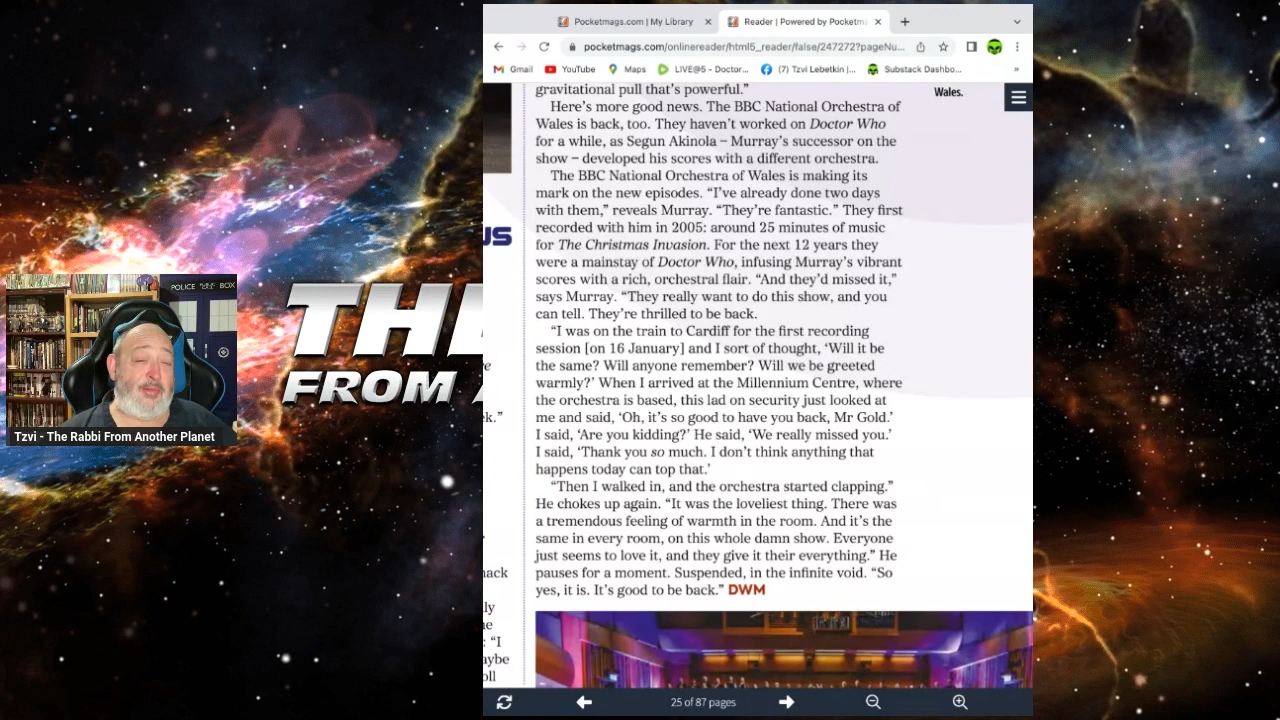 Pocketmags.com | My Library
Reader | Powered by Pocketm
pocketmags.com/onlinereader/html5_reader/false/247272?pageNu...
Gmail
YouTube
Maps
LIVE@5 - Doctor...
(7) Tzvi Lebetkin |...
Substack Dashbo...
»
gravitational pull that's powerful."
Here's more good news. The BBC National Orchestra of
Wales is back, too. They haven't worked on Doctor Who
for a while, as Segun Akinola – Murray's successor on the
show – developed his scores with a different orchestra.
The BBC National Orchestra of Wales is making its
mark on the new episodes. "I've already done two days
with them," reveals Murray. "They're fantastic." They first
recorded with him in 2005: around 25 minutes of music
for The Christmas Invasion. For the next 12 years they
were a mainstay of Doctor Who, infusing Murray's vibrant
scores with a rich, orchestral flair. "And they'd missed it,"
says Murray. "They really want to do this show, and you
can tell. They're thrilled to be back.
"I was on the train to Cardiff for the first recording
session [on 16 January] and I sort of thought, 'Will it be
the same? Will anyone remember? Will we be greeted
warmly?' When I arrived at the Millennium Centre, where
the orchestra is based, this lad on security just looked at
me and said, 'Oh, it's so good to have you back, Mr Gold.'
I said, 'Are you kidding?' He said, 'We really missed you.'
I said, 'Thank you so much. I don't think anything that
happens today can top that.'
"Then I walked in, and the orchestra started clapping."
He chokes up again. "It was the loveliest thing. There was
a tremendous feeling of warmth in the room. And it's the
same in every room, on this whole damn show. Everyone
just seems to love it, and they give it their everything." He
pauses for a moment. Suspended, in the infinite void. "So
yes, it is. It's good to be back." DWM
Wales.
US
k."
: "I
25 of 87 pages
POLICE BOX
Tzvi - The Rabbi From Another Planet
TH
FROM A